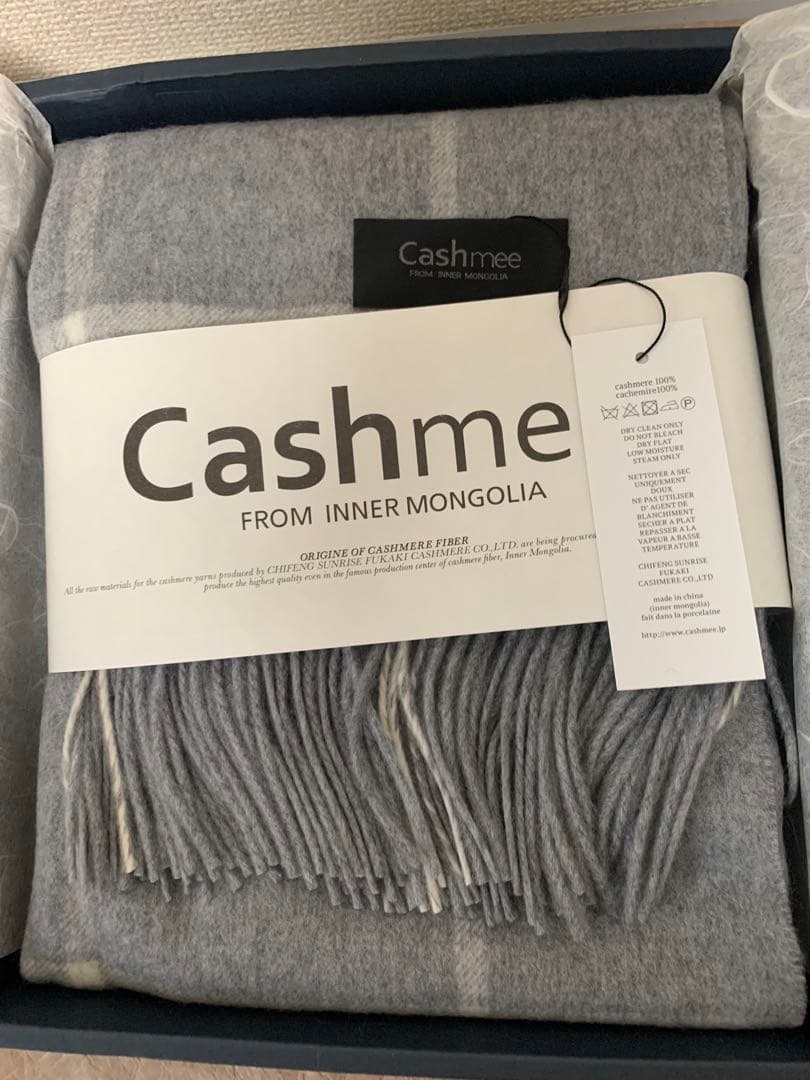 Cashmee
FROM INNER MONGOLIA
Cashme
FROM INNER MONGOLIA
ORIGINE OF CASHMERE FIBER
All the raw materials for the cashmere yarns produced by CHIFENG SUNRISE FUKAKI CASHMERE CO.,LTD. are being procured
produce the highest quality even in the famous production center of cashmere fiber, Inner Mongolia.
cashmere 100%
cachemire100%
P
DRY CLEAN ONLY
DO NOT BLEACH
DRY FLAT
LOW MOISTURE
STEAM ONLY
NETTOYER A SEC
UNIQUEMENT
DOUX
NE PAS UTILISER
D' AGENT DE
BLANCHIMENT
SECHER A PLAT
REPASSER A LA
VAPEUR A BASSE
TEMPERATURE
CHIFENG SUNRISE
FUKAKI
CASHMERE CO.,LTD
made in china
(inner mongolia)
fait dans la porcelaine
http://www.cashmee.jp